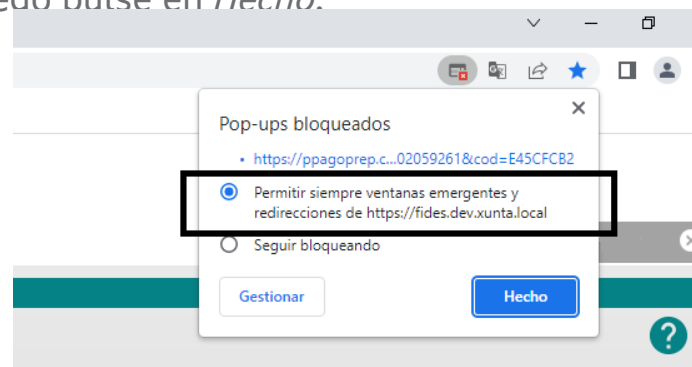 pulse en Hecho.
Pop-ups bloqueados
https://ppagoprep.c...02059261&cod=E45CFCB2
Permitir siempre ventanas emergentes y
redirecciones de https://fides.dev.xunta.local
Seguir bloqueando
Gestionar
Hecho
?